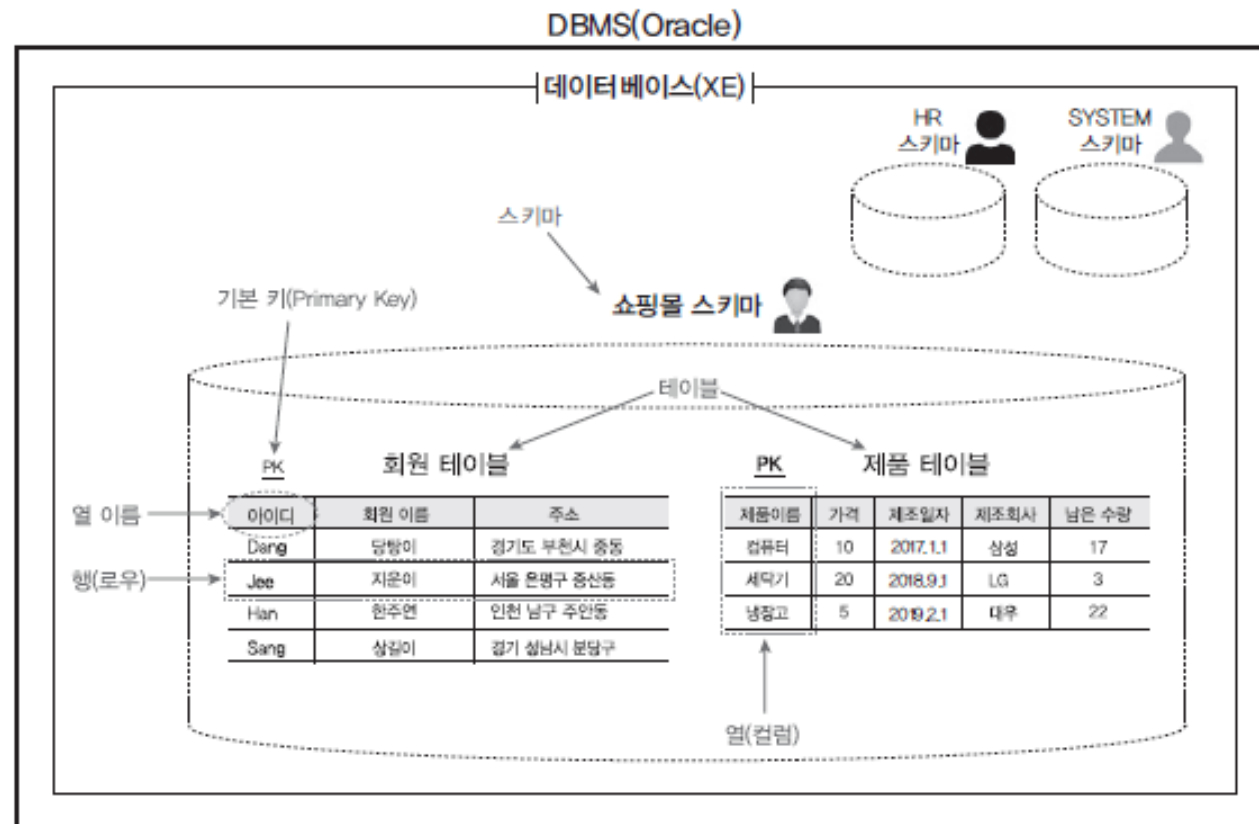 DBMS(Oracle)
데이터베이스(XE)
HR
스키마
SYSTEM
스키마
스키마
기본 키(Primary Key)
쇼핑몰 스키마
테이블
PK
회원 테이블
PK
제품 테이블
열 이름
아이디 회원 이름 주소
제품이름 가격 제조일자 제조회사 남은 수량
Dang 당탕이 경기도 부천시 중동
컴퓨터 10 2017.1.1 삼성 17
행(로우)
Jee 지운이 서울 은평구 증산동
세탁기 20 2018.9.1 LG 3
Han 한주연 인천 남구 주안동
냉장고 5 2019.2.1 대우 22
Sang 상길이 경기 성남시 분당구
열(컬럼)